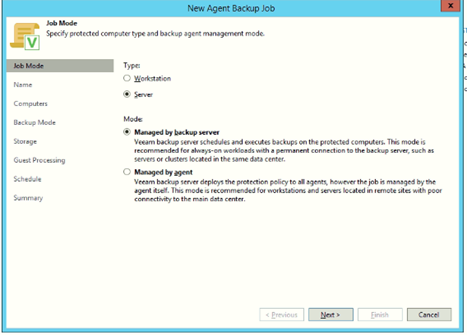 New Agent Backup Job
x
Job Mode
Specify protected computer type and backup agent management mode.
Job Mode
Name
Computers
Backup Mode
Storage
Guest Processing
Schedule
Summary
Type:
Workstation
Server
Mode:
Managed by backup server
Veeam backup server schedules and executes backups on the protected computers. This mode is
recommended for always-on workloads with a permanent connection to the backup server, such as
servers or clusters located in the same data center.
Managed by agent
Veeam backup server deploys the protection policy to all agents, however the job is managed by the
agent itself. This mode is recommended for workstations and servers located in remote sites with poor
connectivity to the main data center.
< Previous
Next >
Finish
Cancel